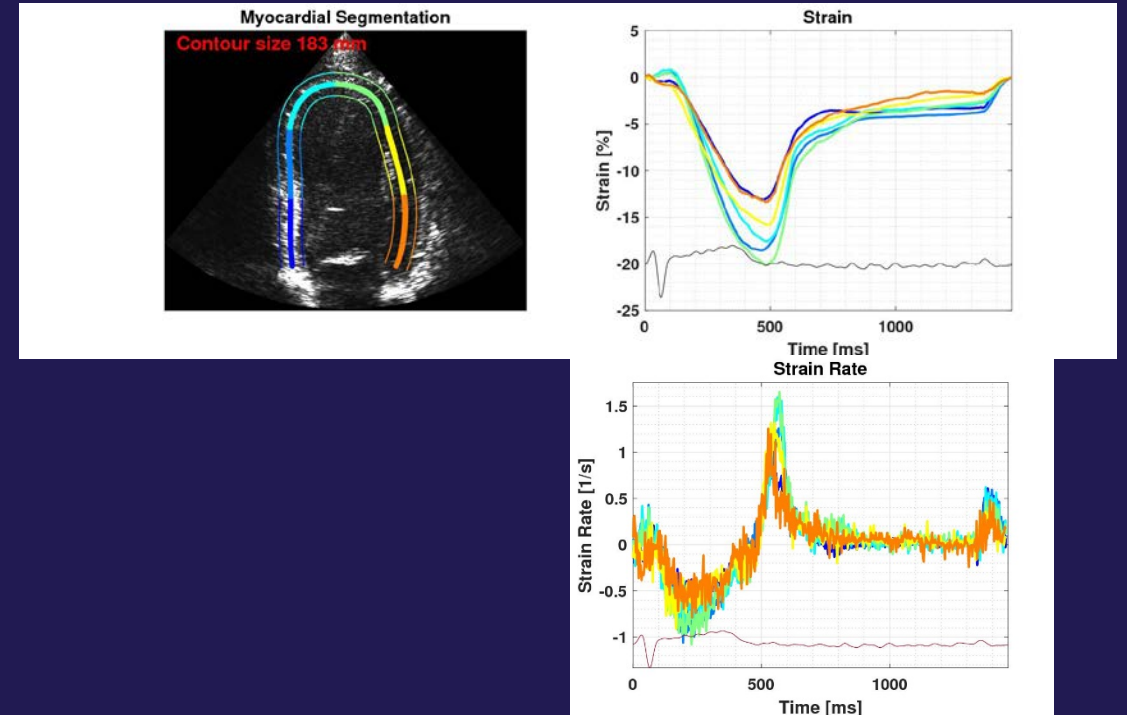 Myocardial Segmentation
Contour size 183 mm
Strain
5
0
-5
-10
-15
-20
-25
Strain [%]
0
500
1000
Time [ms]
Strain Rate
1.5
1
0.5
0
-0.5
-1
Strain Rate [1/s]
0
500
1000
Time [ms]